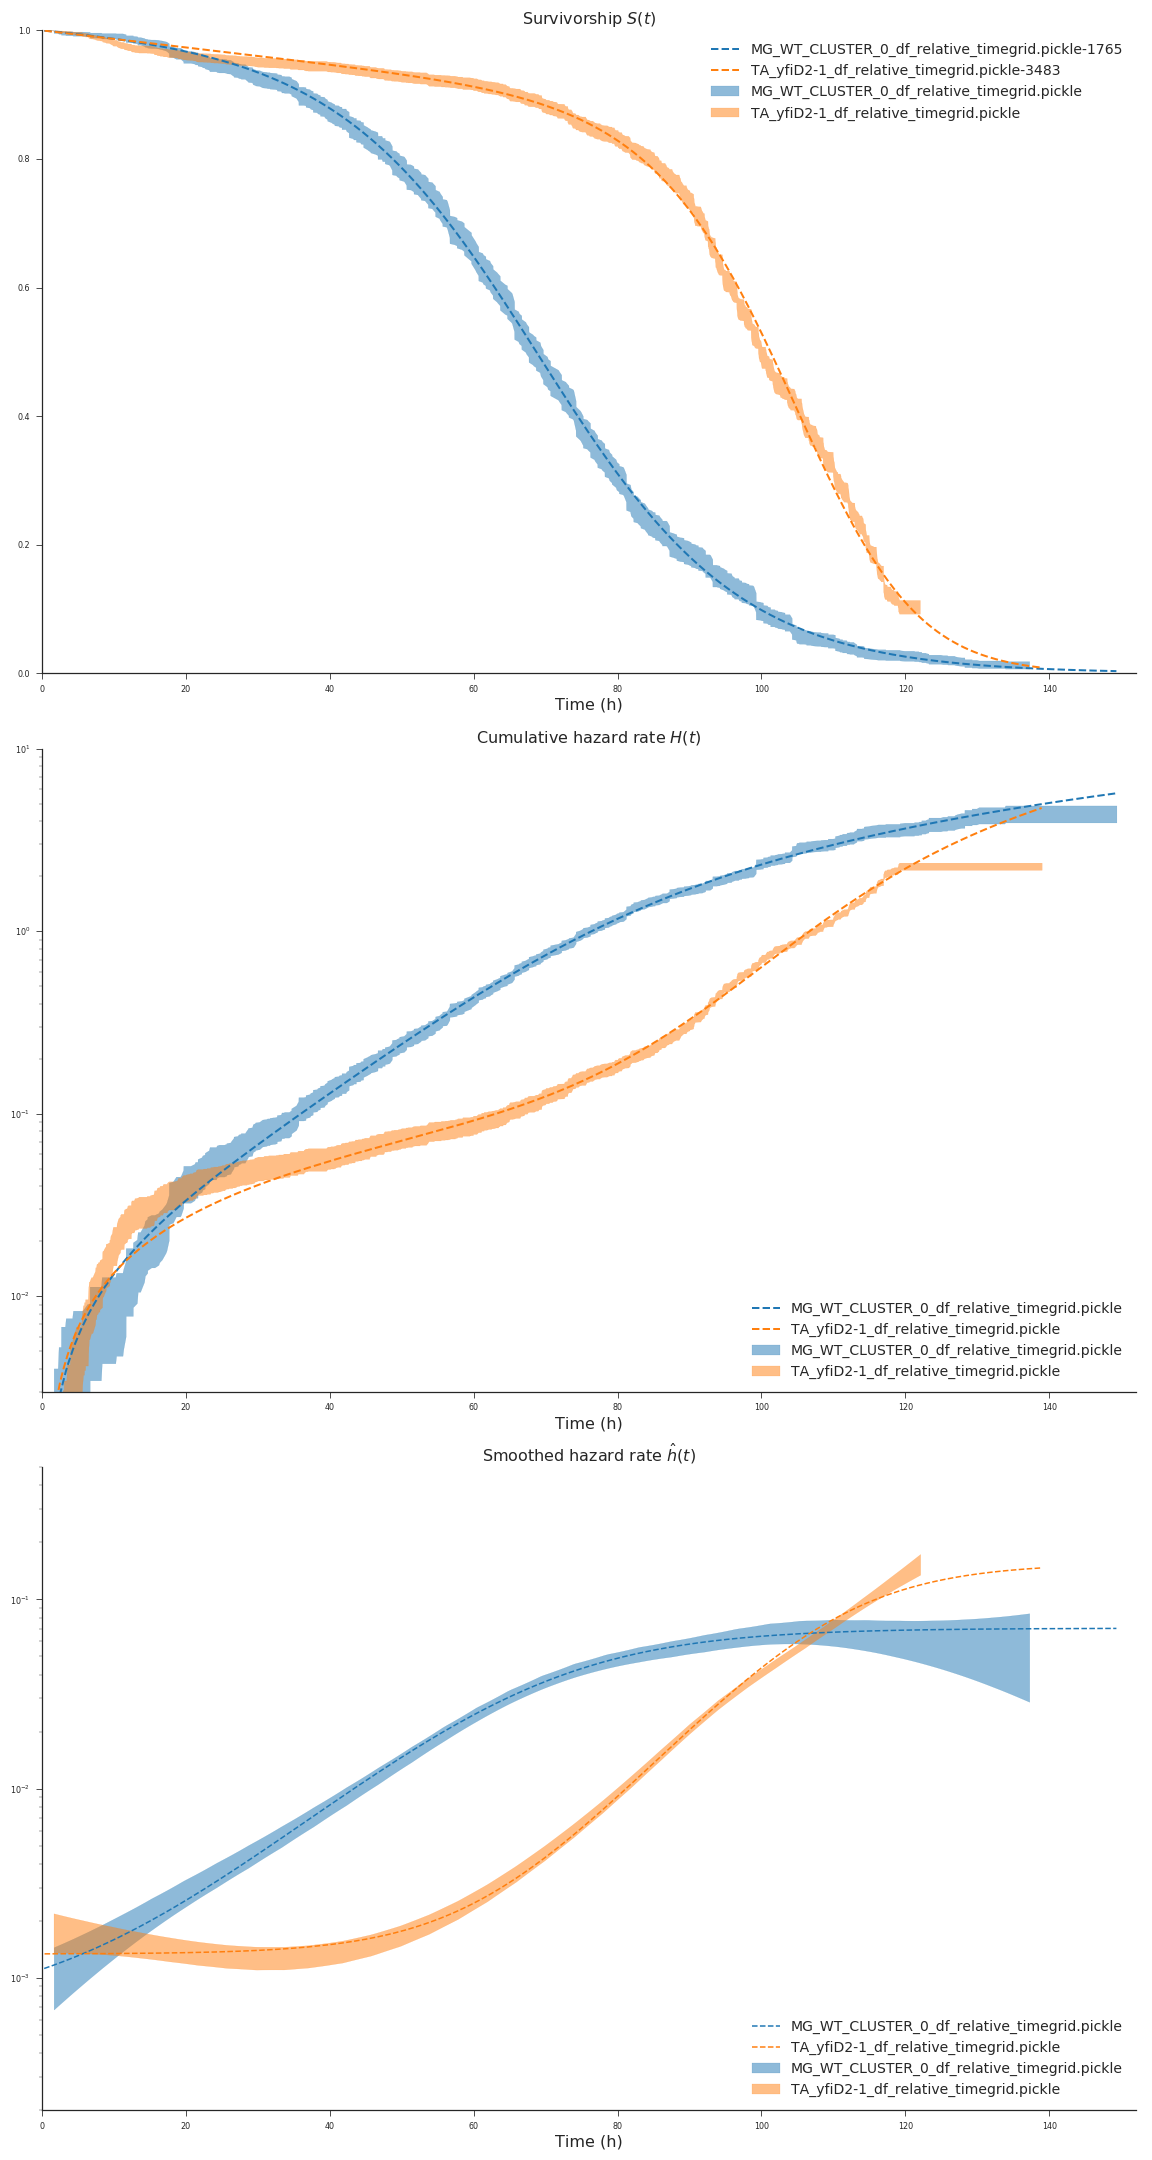 Survivorship S(t)
1.0
0.8
0.6
0.4
0.2
0.0
MG_WT_CLUSTER_0_df_relative_timegrid.pickle-1765
TA_yfiD2-1_df_relative_timegrid.pickle-3483
MG_WT_CLUSTER_0_df_relative_timegrid.pickle
TA_yfiD2-1_df_relative_timegrid.pickle
0 20 40 60 80 100 120 140
Time (h)
Cumulative hazard rate H(t)
10¹
10⁰
10⁻¹
10⁻²
MG_WT_CLUSTER_0_df_relative_timegrid.pickle
TA_yfiD2-1_df_relative_timegrid.pickle
MG_WT_CLUSTER_0_df_relative_timegrid.pickle
TA_yfiD2-1_df_relative_timegrid.pickle
0 20 40 60 80 100 120 140
Time (h)
Smoothed hazard rate ĥ(t)
10⁻¹
10⁻²
10⁻³
MG_WT_CLUSTER_0_df_relative_timegrid.pickle
TA_yfiD2-1_df_relative_timegrid.pickle
MG_WT_CLUSTER_0_df_relative_timegrid.pickle
TA_yfiD2-1_df_relative_timegrid.pickle
0 20 40 60 80 100 120 140
Time (h)